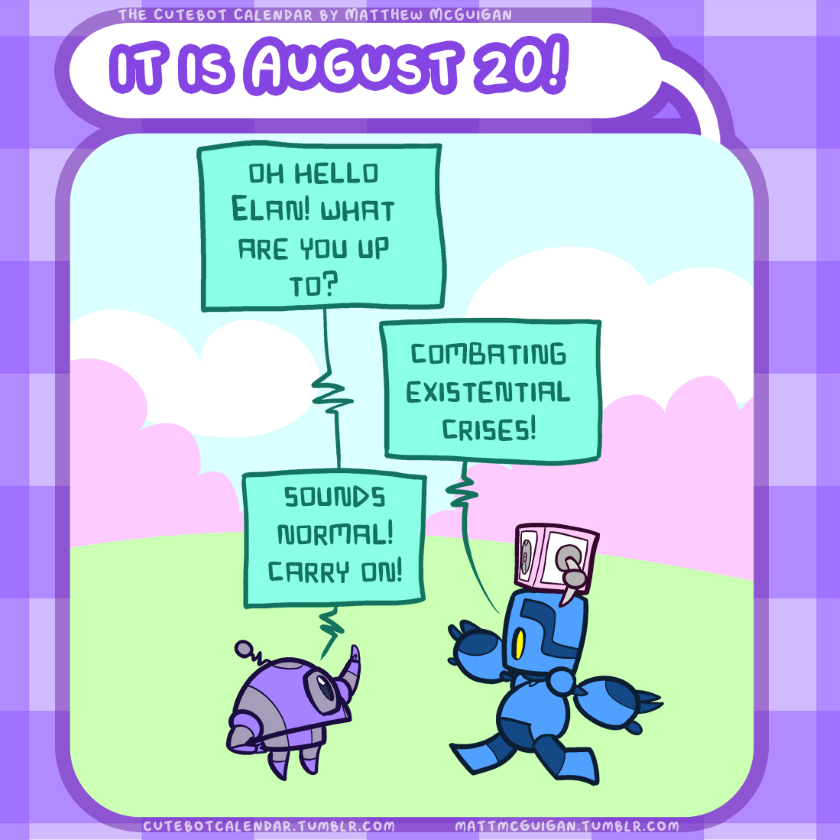 THE CUTEBOT CALENDAR BY MATTHEW MCGUIGAN
IT IS AUGUST 20!
OH HELLO
ELAN! WHAT
ARE YOU UP
TO?
COMBATING
EXISTENTIAL
CRISES!
SOUNDS
NORMAL!
CARRY ON!
CUTEBOTCALENDAR.TUMBLR.COM
MATTMCGUIGAN.TUMBLR.COM